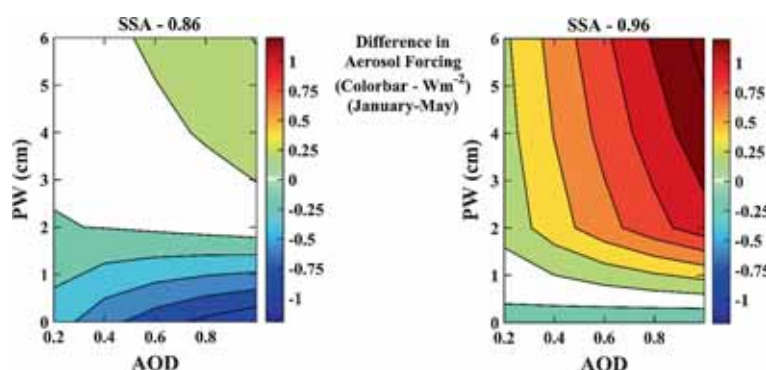 SSA - 0.86
6
5
4
3
2
1
0
PW (cm)
0.2 0.4 0.6 0.8
AOD
1
0.75
0.5
0.25
0
-0.25
-0.5
-0.75
-1
Difference in
Aerosol Forcing
(Colorbar - Wm-2)
(January-May)
SSA - 0.96
6
5
4
3
2
1
0
PW (cm)
0.2 0.4 0.6 0.8
AOD
1
0.75
0.5
0.25
0
-0.25
-0.5
-0.75
-1